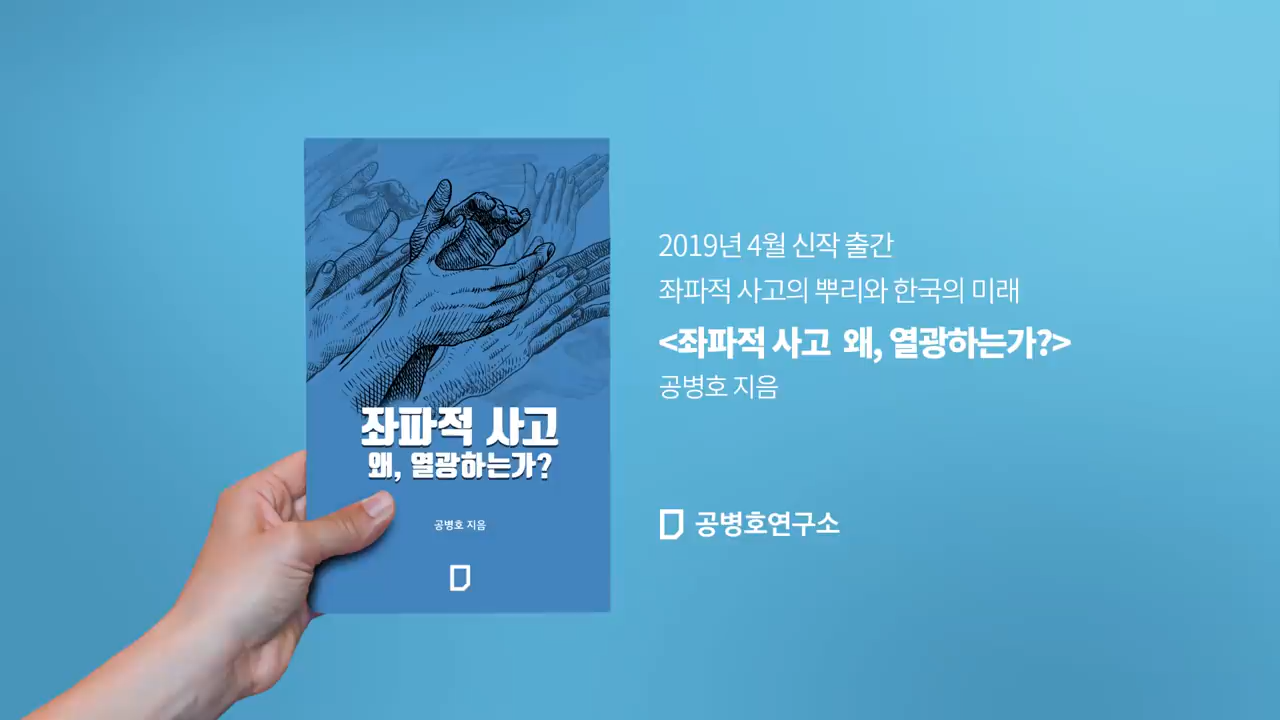 좌파적 사고
왜, 열광하는가?
공병호 지음
2019년 4월 신작 출간
좌파적 사고의 뿌리와 한국의 미래
<좌파적 사고  왜, 열광하는가?>
공병호 지음
공병호연구소